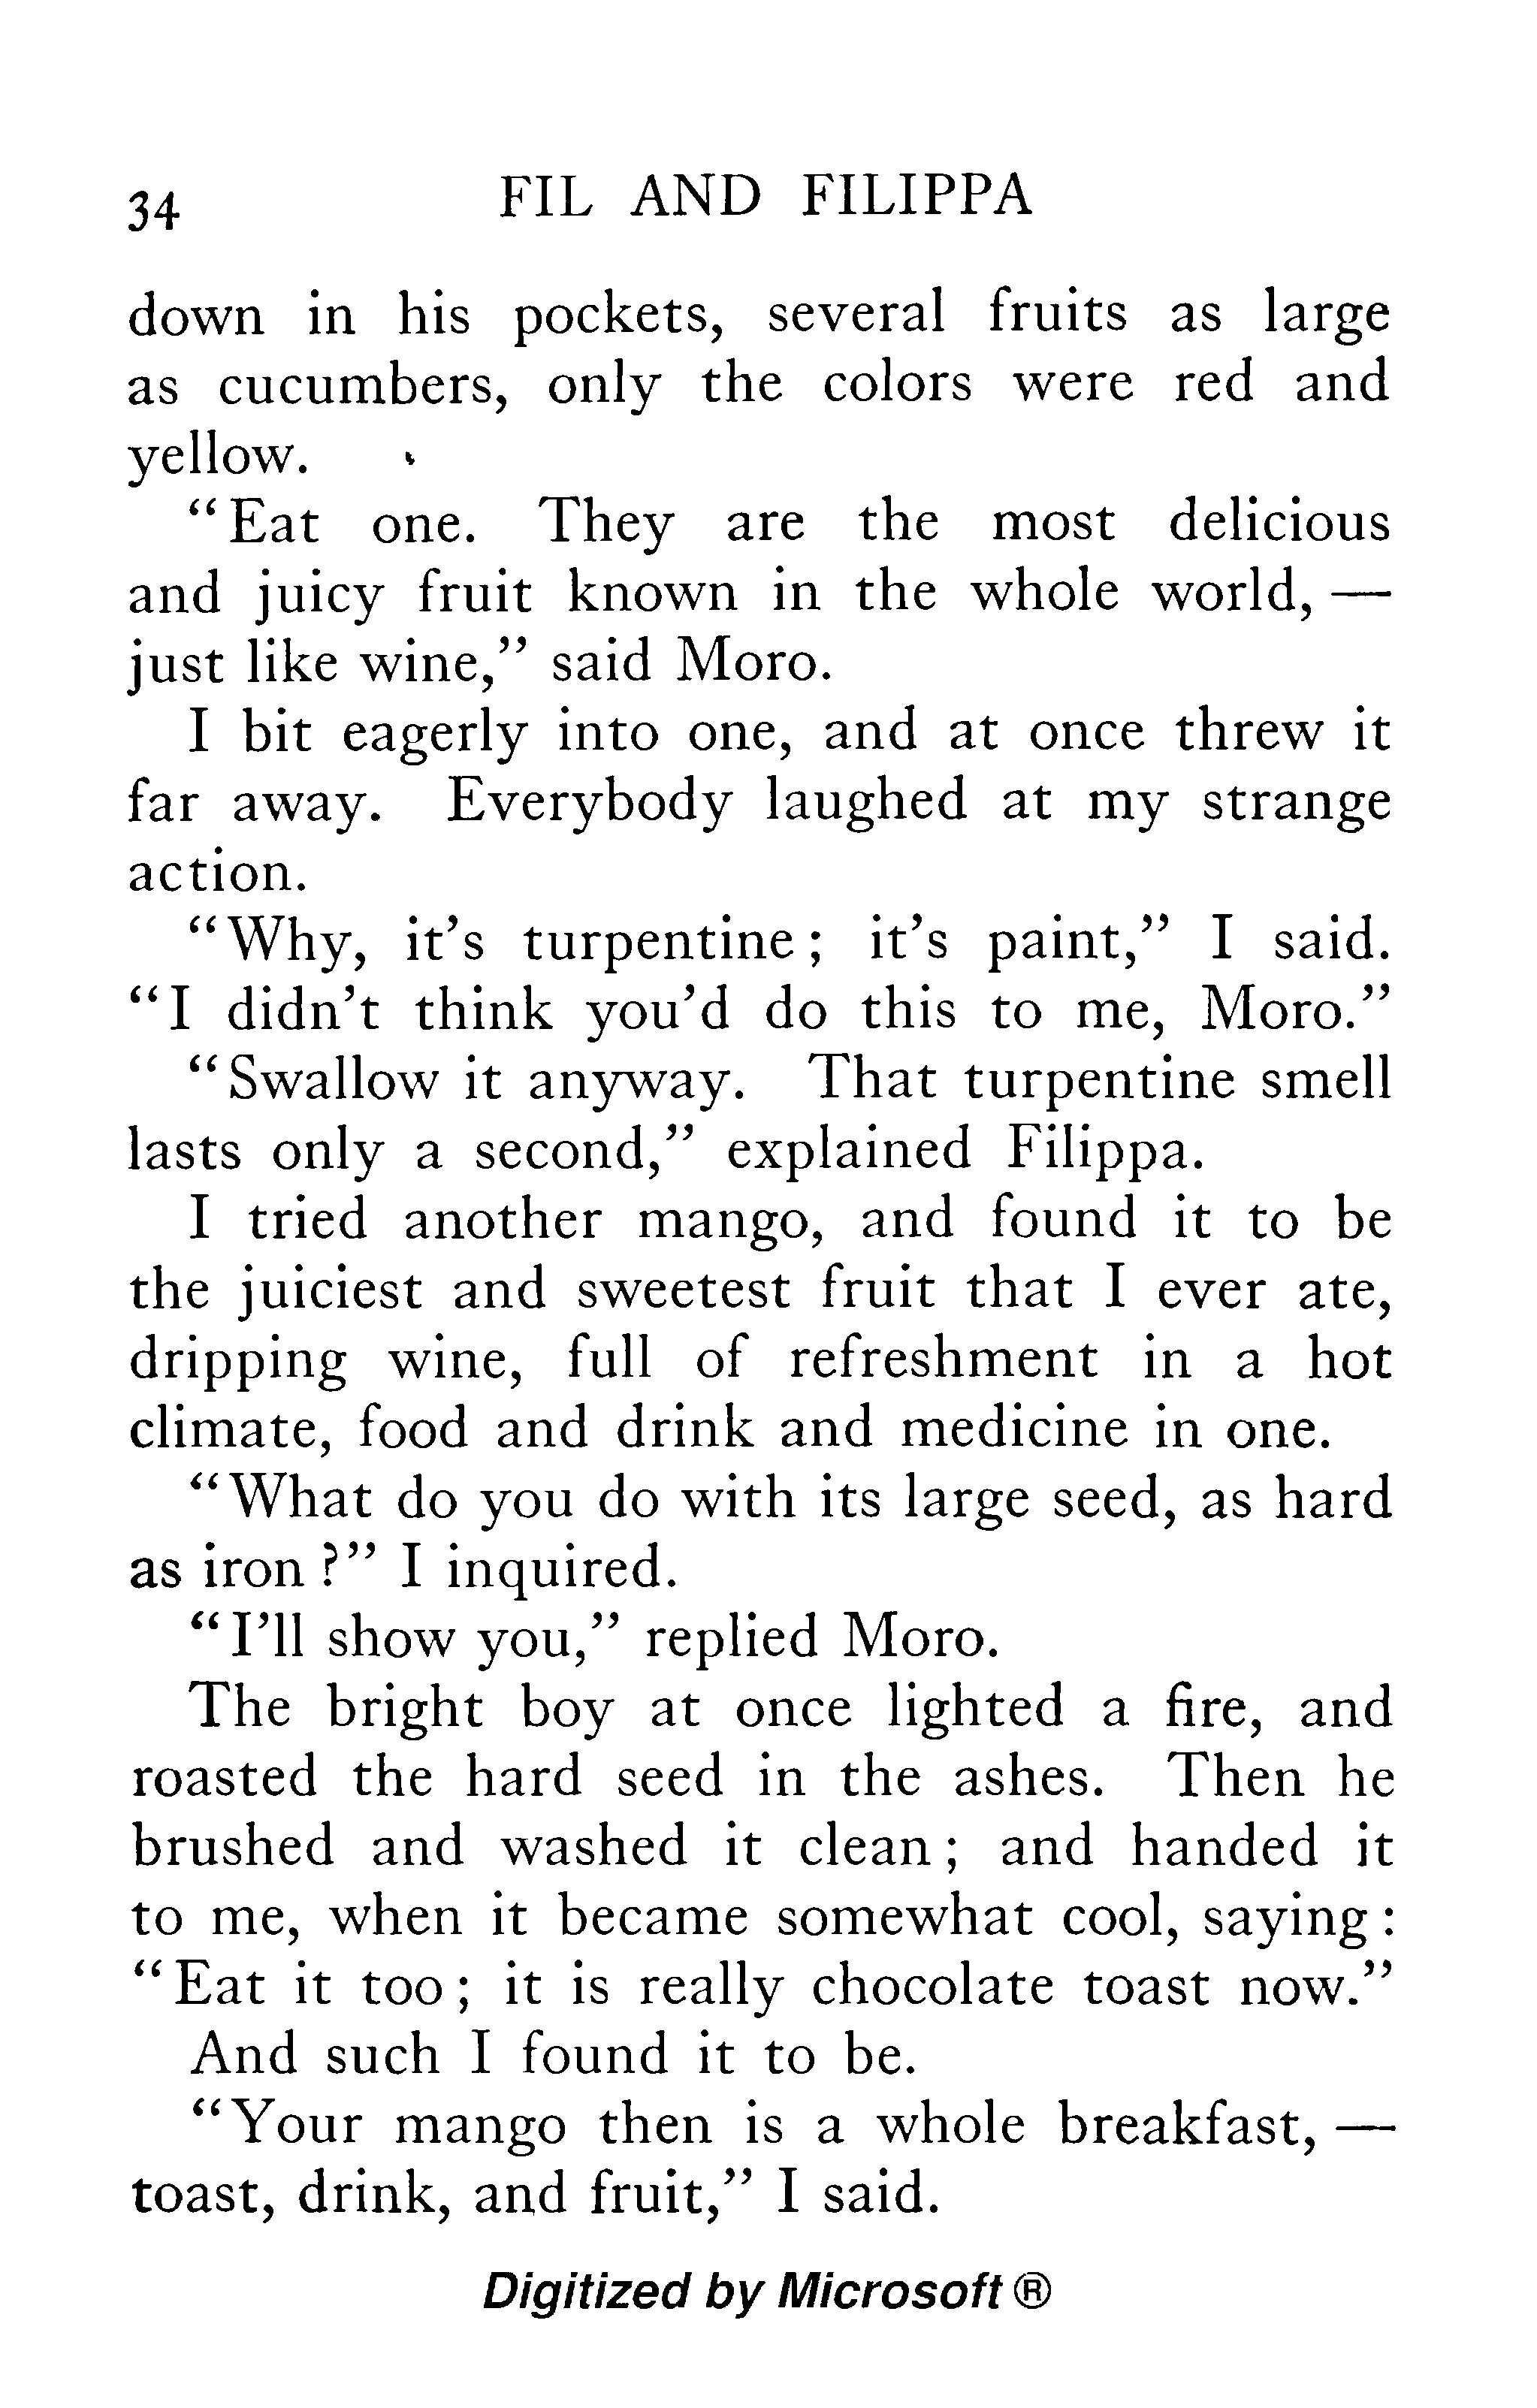 34 FIL AND FILIPPA
down in his pockets, several fruits as large
as cucumbers, only the colors were red and
yellow.
"Eat one. They are the most delicious
and juicy fruit known in the whole world, —
just like wine," said Moro.
I bit eagerly into one, and at once threw it
far away. Everybody laughed at my strange
action.
"Why, it's turpentine; it's paint," I said.
"I didn't think you'd do this to me, Moro."
"Swallow it anyway. That turpentine smell
lasts only a second," explained Filippa.
I tried another mango, and found it to be
the juiciest and sweetest fruit that I ever ate,
dripping wine, full of refreshment in a hot
climate, food and drink and medicine in one.
"What do you do with its large seed, as hard
as iron?" I inquired.
"I'll show you," replied Moro.
The bright boy at once lighted a fire, and
roasted the hard seed in the ashes. Then he
brushed and washed it clean; and handed it
to me, when it became somewhat cool, saying:
"Eat it too; it is really chocolate toast now."
And such I found it to be.
"Your mango then is a whole breakfast, —
toast, drink, and fruit," I said.
Digitized by Microsoft ®